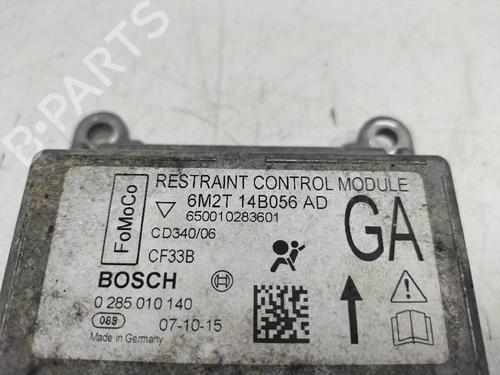 B-PARTS
RESTRAINT CONTROL MODULE
FoMoCo
6M2T 14B056 AD
650010283601
CD340/06
CF33B
GA
BOSCH
0 285 010 140
089 07-10-15
Made in Germany